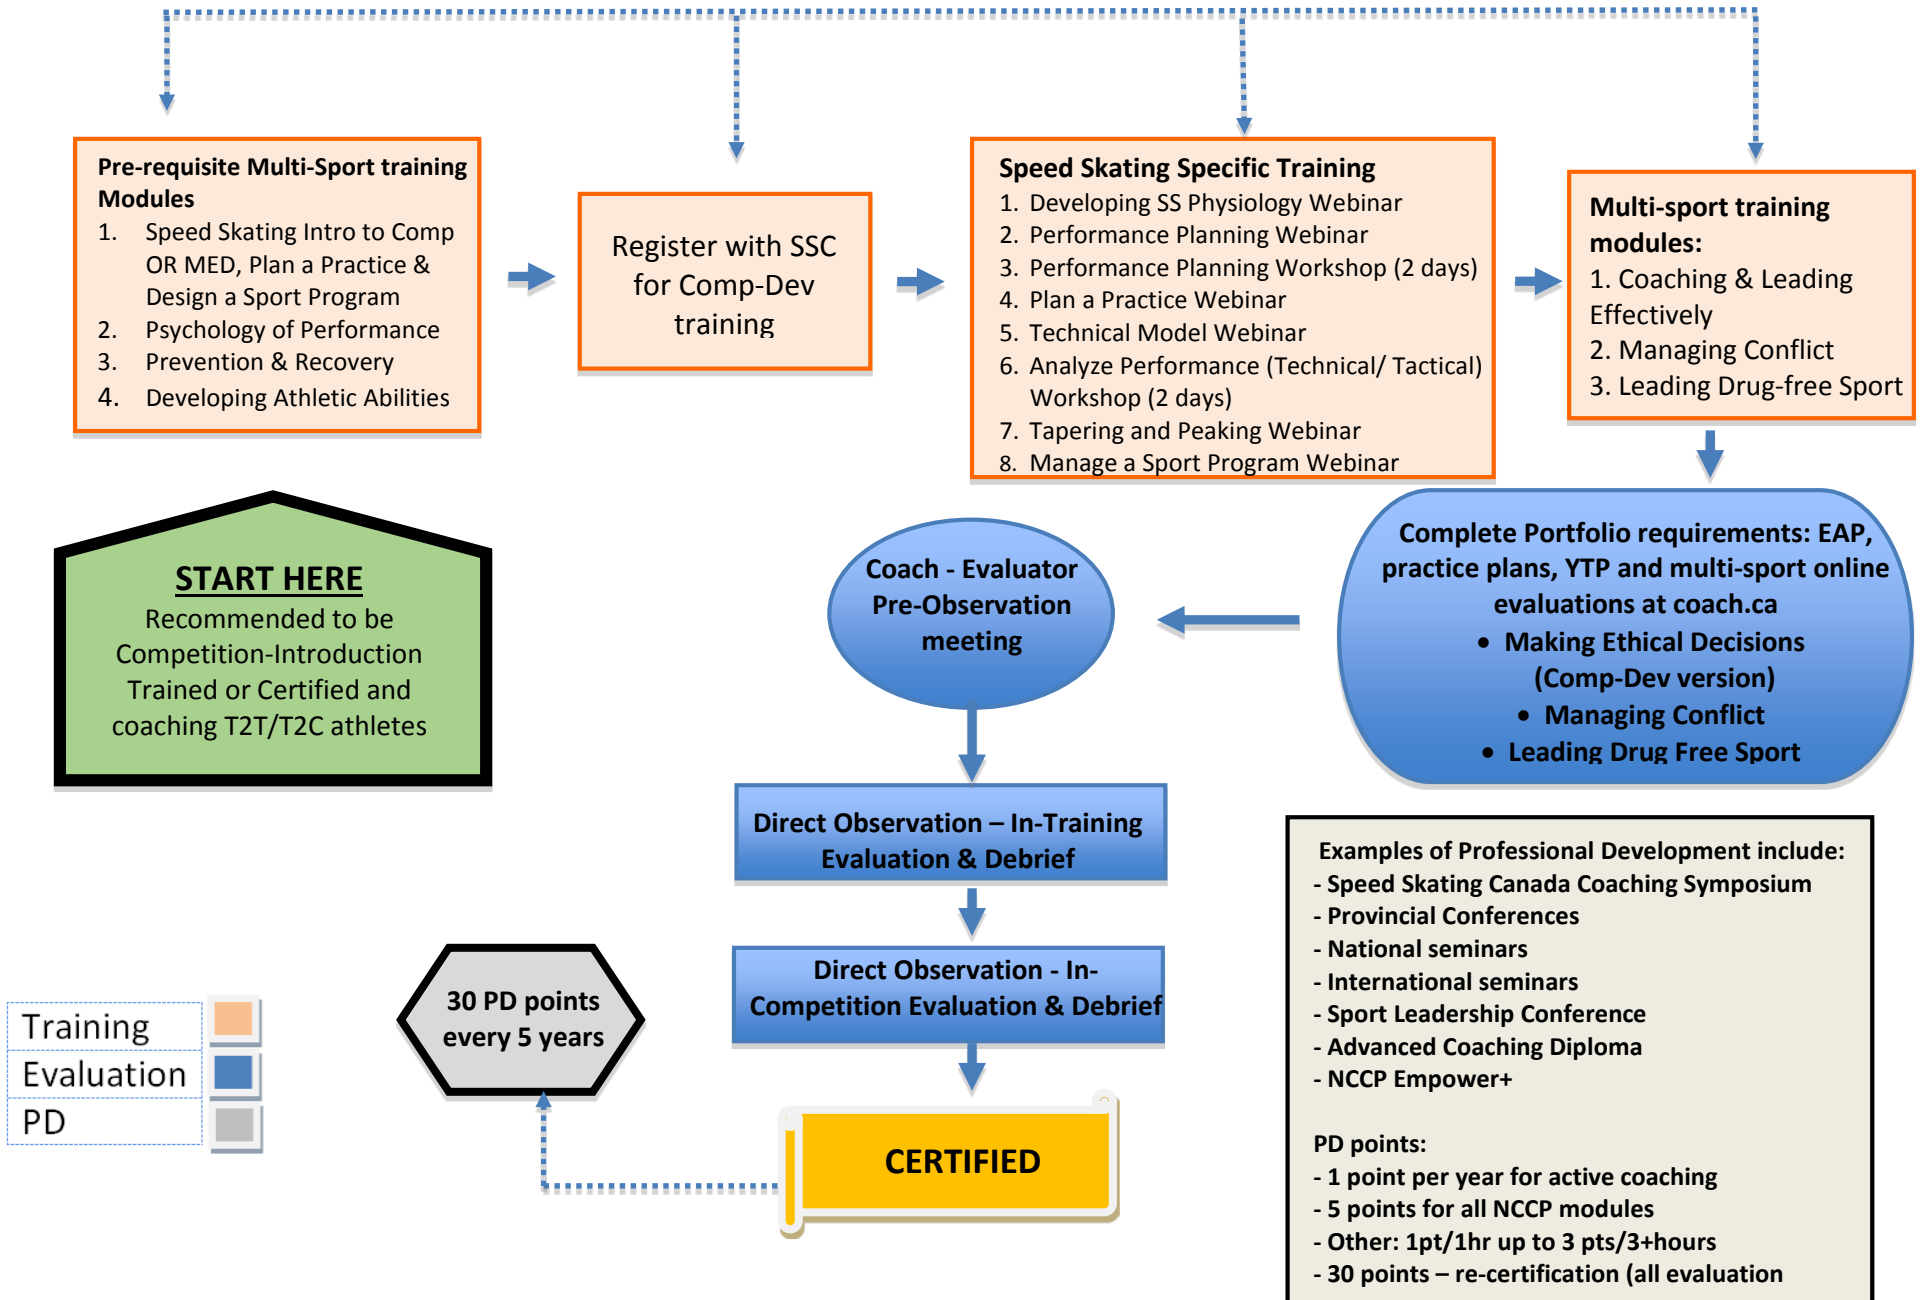 Pre-requisite Multi-Sport training
Modules
1. Speed Skating Intro to Comp
OR MED, Plan a Practice &
Design a Sport Program
2. Psychology of Performance
3. Prevention & Recovery
4. Developing Athletic Abilities
Register with SSC
for Comp-Dev
training
Speed Skating Specific Training
1. Developing SS Physiology Webinar
2. Performance Planning Webinar
3. Performance Planning Workshop (2 days)
4. Plan a Practice Webinar
5. Technical Model Webinar
6. Analyze Performance (Technical/ Tactical)
Workshop (2 days)
7. Tapering and Peaking Webinar
8. Manage a Sport Program Webinar
Multi-sport training
modules:
1. Coaching & Leading
Effectively
2. Managing Conflict
3. Leading Drug-free Sport
START HERE
Recommended to be
Competition-Introduction
Trained or Certified and
coaching T2T/T2C athletes
Complete Portfolio requirements: EAP,
practice plans, YTP and multi-sport online
evaluations at coach.ca
• Making Ethical Decisions
(Comp-Dev version)
• Managing Conflict
• Leading Drug Free Sport
Coach - Evaluator
Pre-Observation
meeting
Direct Observation – In-Training
Evaluation & Debrief
Direct Observation - In-
Competition Evaluation & Debrief
CERTIFIED
30 PD points
every 5 years
Training
Evaluation
PD
Examples of Professional Development include:
- Speed Skating Canada Coaching Symposium
- Provincial Conferences
- National seminars
- International seminars
- Sport Leadership Conference
- Advanced Coaching Diploma
- NCCP Empower+
PD points:
- 1 point per year for active coaching
- 5 points for all NCCP modules
- Other: 1pt/1hr up to 3 pts/3+hours
- 30 points – re-certification (all evaluation